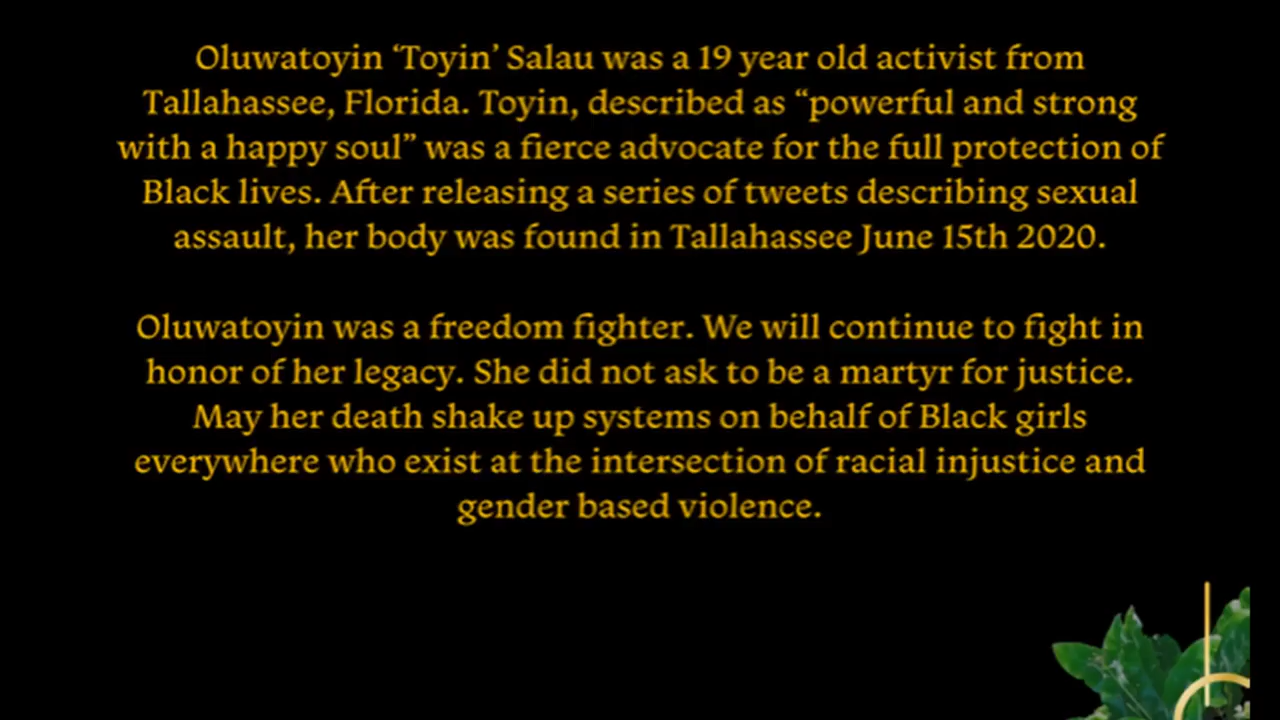 Oluwatoyin ‘Toyin’ Salau was a 19 year old activist from
Tallahassee, Florida. Toyin, described as “powerful and strong
with a happy soul” was a fierce advocate for the full protection of
Black lives. After releasing a series of tweets describing sexual
assault, her body was found in Tallahassee June 15th 2020.
Oluwatoyin was a freedom fighter. We will continue to fight in
honor of her legacy. She did not ask to be a martyr for justice.
May her death shake up systems on behalf of Black girls
everywhere who exist at the intersection of racial injustice and
gender based violence.